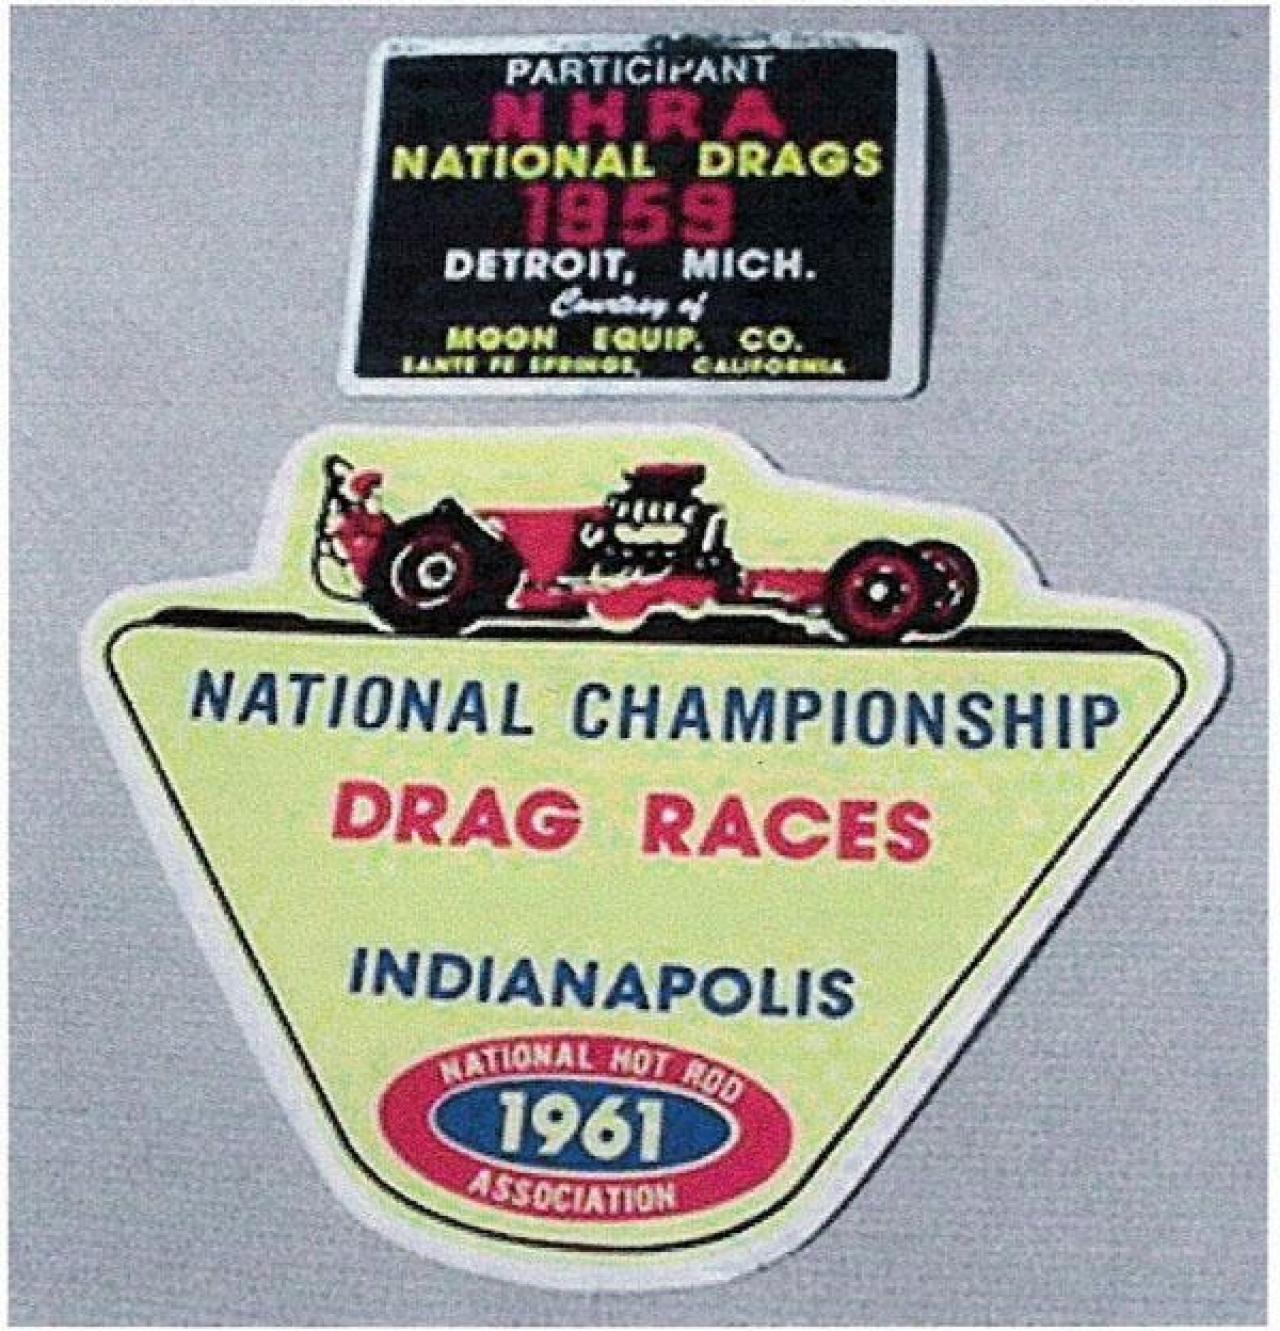 PARTICIPANT
NHRA
NATIONAL DRAGS
1959
DETROIT, MICH.
Courtesy of
MOON EQUIP. CO.
SANTE FE SPRINGS, CALIFORNIA
NATIONAL CHAMPIONSHIP
DRAG RACES
INDIANAPOLIS
NATIONAL HOT ROD
1961
ASSOCIATION